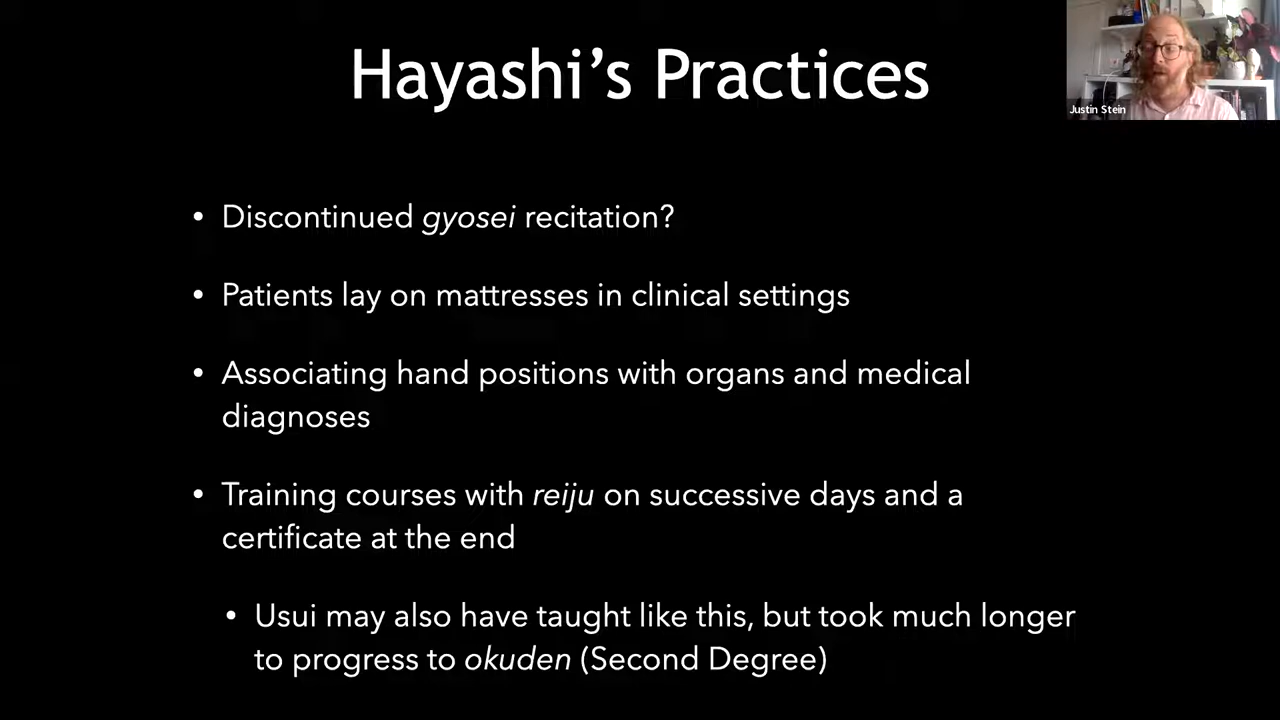 Hayashi’s Practices
Justin Stein
• Discontinued gyosei recitation?
• Patients lay on mattresses in clinical settings
• Associating hand positions with organs and medical
diagnoses
• Training courses with reiju on successive days and a
certificate at the end
• Usui may also have taught like this, but took much longer
to progress to okuden (Second Degree)